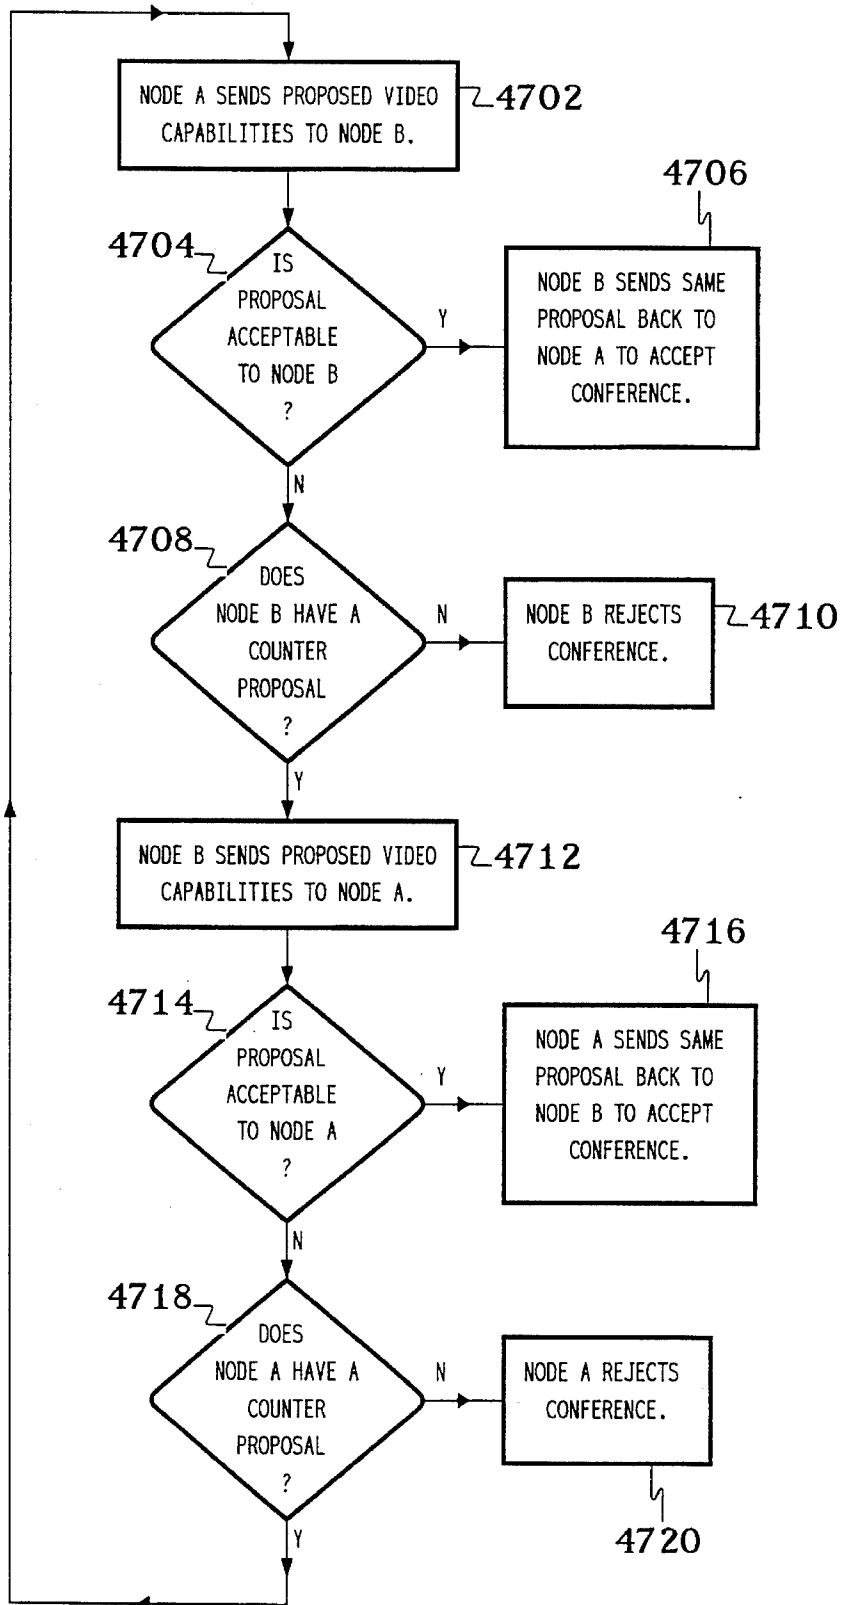 NODE A SENDS PROPOSED VIDEO
CAPABILITIES TO NODE B.
4702
4704
IS
PROPOSAL
ACCEPTABLE
TO NODE B
?
Y
4706
NODE B SENDS SAME
PROPOSAL BACK TO
NODE A TO ACCEPT
CONFERENCE.
N
4708
DOES
NODE B HAVE A
COUNTER
PROPOSAL
?
N
NODE B REJECTS
CONFERENCE.
4710
Y
NODE B SENDS PROPOSED VIDEO
CAPABILITIES TO NODE A.
4712
4714
IS
PROPOSAL
ACCEPTABLE
TO NODE A
?
Y
4716
NODE A SENDS SAME
PROPOSAL BACK TO
NODE B TO ACCEPT
CONFERENCE.
N
4718
DOES
NODE A HAVE A
COUNTER
PROPOSAL
?
N
NODE A REJECTS
CONFERENCE.
4720
Y